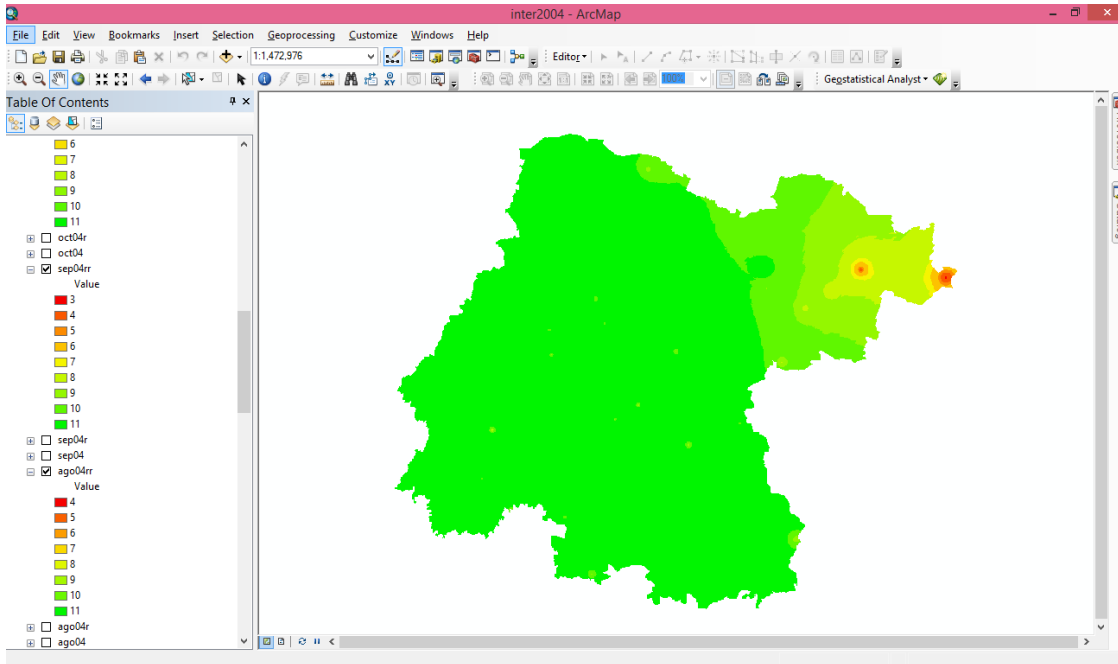 inter2004 - ArcMap
File Edit View Bookmarks Insert Selection Geoprocessing Customize Windows Help
1:1,472,976 Editor
100% Geostatistical Analyst
Table Of Contents
6
7
8
9
10
11
oct04r
oct04
sep04rr
Value
3
4
5
6
7
8
9
10
11
sep04r
sep04
ago04rr
Value
4
5
6
7
8
9
10
11
ago04r
ago04